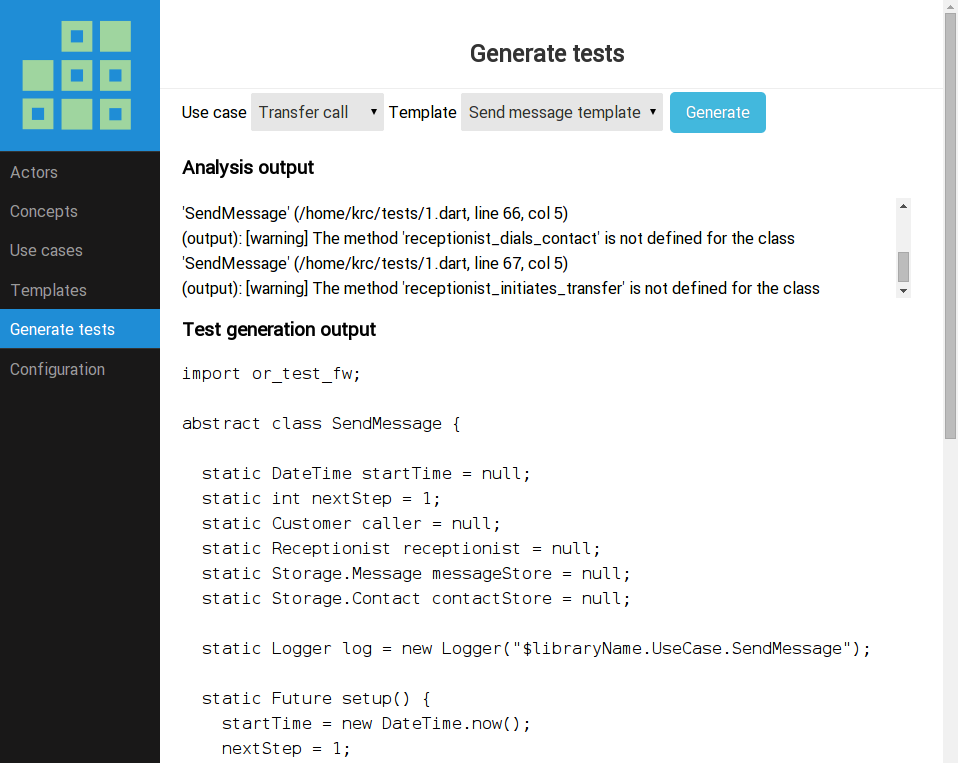 Generate tests
Use case Transfer call Template Send message template Generate
Actors
Concepts
Use cases
Templates
Generate tests
Configuration
Analysis output
'SendMessage' (/home/krc/tests/1.dart, line 66, col 5)
(output): [warning] The method 'receptionist_dials_contact' is not defined for the class
'SendMessage' (/home/krc/tests/1.dart, line 67, col 5)
(output): [warning] The method 'receptionist_initiates_transfer' is not defined for the class
Test generation output
import or_test_fw;
abstract class SendMessage {
static DateTime startTime = null;
static int nextStep = 1;
static Customer caller = null;
static Receptionist receptionist = null;
static Storage.Message messageStore = null;
static Storage.Contact contactStore = null;
static Logger log = new Logger("$libraryName.UseCase.SendMessage");
static Future setup() {
startTime = new DateTime.now();
nextStep = 1;